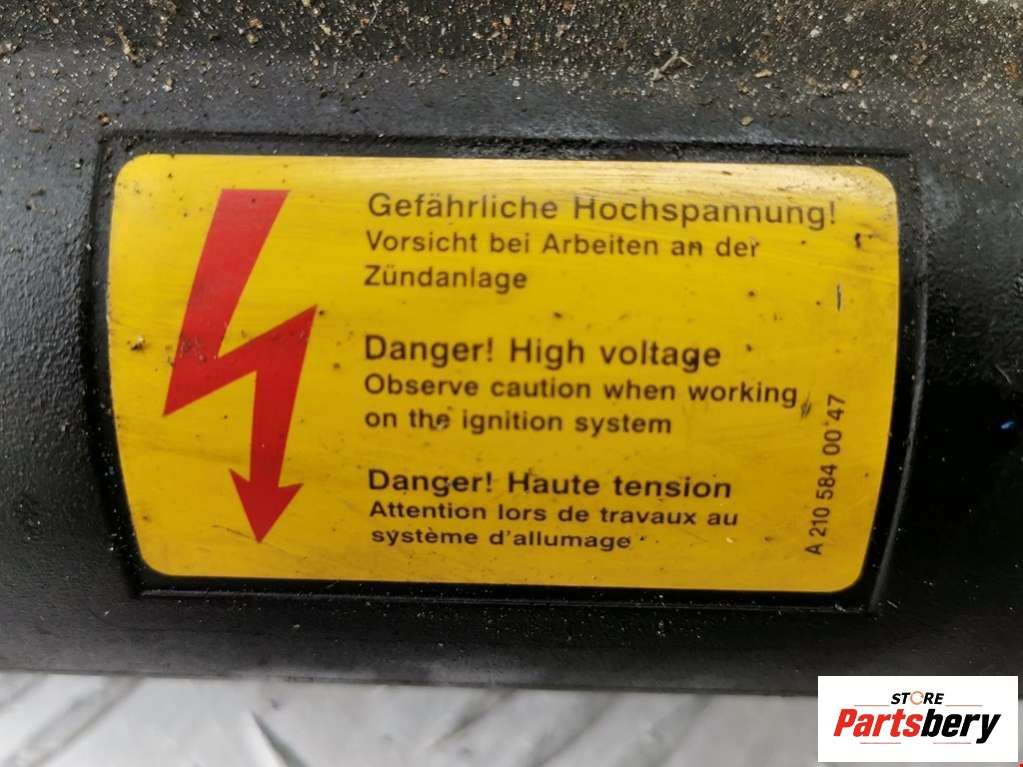 Gefährliche Hochspannung!
Vorsicht bei Arbeiten an der
Zündanlage
Danger! High voltage
Observe caution when working
on the ignition system
Danger! Haute tension
Attention lors de travaux au
système d'allumage
A 210 584 00 47
STORE
Partsbery